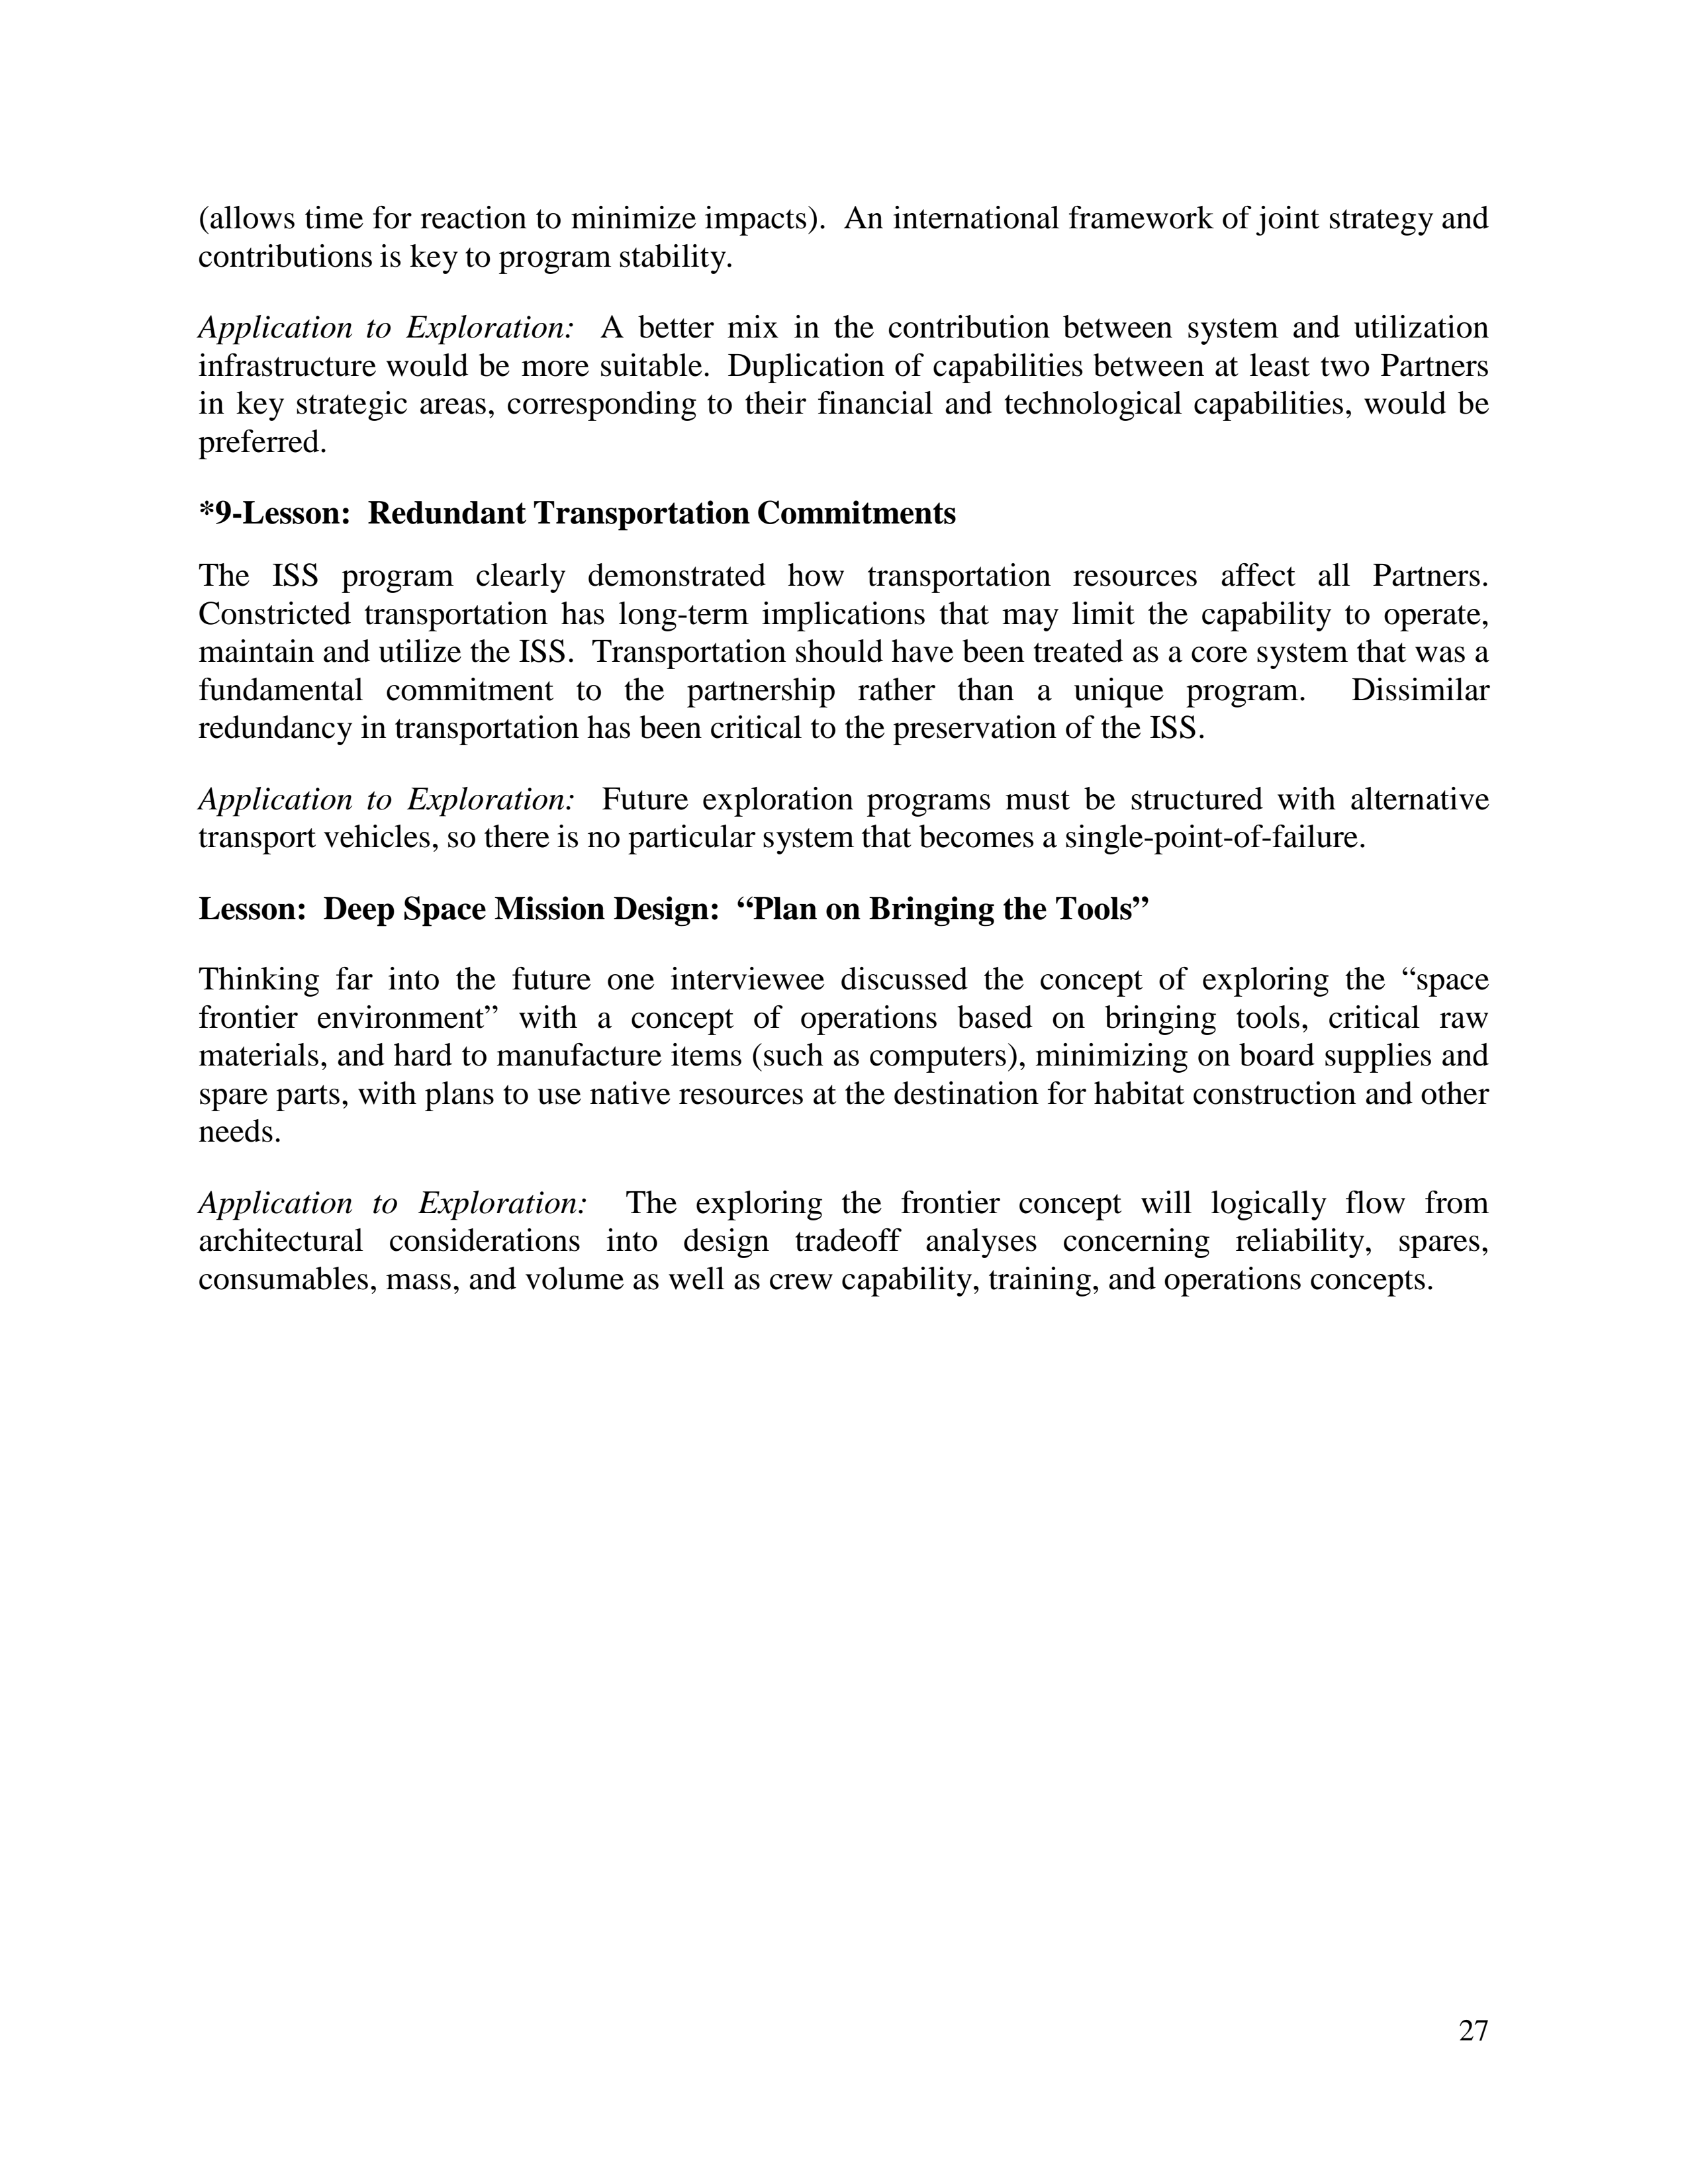 (allows time for reaction to minimize impacts).  An international framework of joint strategy and
contributions is key to program stability.
Application to Exploration:  A better mix in the contribution between system and utilization
infrastructure would be more suitable.  Duplication of capabilities between at least two Partners
in key strategic areas, corresponding to their financial and technological capabilities, would be
preferred.
*9-Lesson:  Redundant Transportation Commitments
The ISS program clearly demonstrated how transportation resources affect all Partners.
Constricted transportation has long-term implications that may limit the capability to operate,
maintain and utilize the ISS.  Transportation should have been treated as a core system that was a
fundamental commitment to the partnership rather than a unique program.  Dissimilar
redundancy in transportation has been critical to the preservation of the ISS.
Application to Exploration:  Future exploration programs must be structured with alternative
transport vehicles, so there is no particular system that becomes a single-point-of-failure.
Lesson:  Deep Space Mission Design:  “Plan on Bringing the Tools”
Thinking far into the future one interviewee discussed the concept of exploring the “space
frontier environment” with a concept of operations based on bringing tools, critical raw
materials, and hard to manufacture items (such as computers), minimizing on board supplies and
spare parts, with plans to use native resources at the destination for habitat construction and other
needs.
Application to Exploration:  The exploring the frontier concept will logically flow from
architectural considerations into design tradeoff analyses concerning reliability, spares,
consumables, mass, and volume as well as crew capability, training, and operations concepts.
27